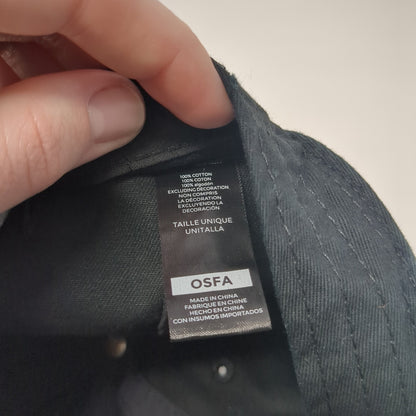 100% COTTON
100% COTON
100% algodón
EXCLUDING DECORATION
NON COMPRIS
LA DÉCORATION
EXCLUYENDO LA
DECORACIÓN
TAILLE UNIQUE
UNITALLA
OSFA
MADE IN CHINA
FABRIQUE EN CHINE
HECHO EN CHINA
CON INSUMOS IMPORTADOS